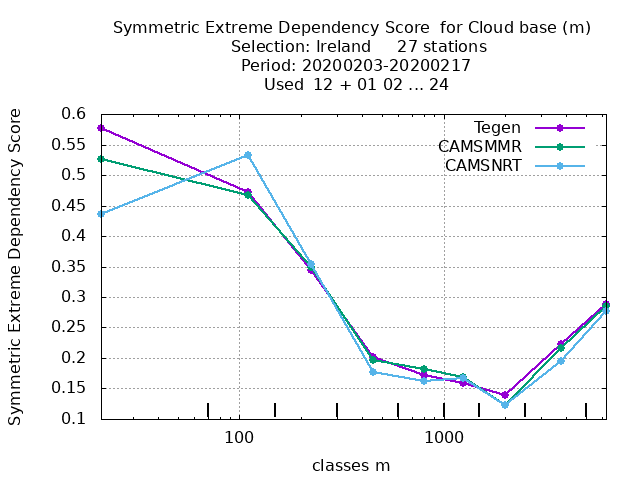 Symmetric Extreme Dependency Score for Cloud base (m)
Selection: Ireland 27 stations
Period: 20200203-20200217
Used 12 + 01 02 ... 24
Symmetric Extreme Dependency Score
0.6
0.55
0.5
0.45
0.4
0.35
0.3
0.25
0.2
0.15
0.1
Tegen
CAMSMMR
CAMSNRT
100
1000
classes m